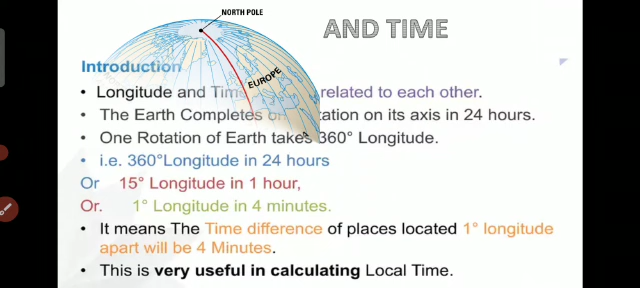 NORTH POLE
AND TIME
Introduction
EUROPE
• Longitude and Time related to each other.
• The Earth Completes on tation on its axis in 24 hours.
• One Rotation of Earth takes 360° Longitude.
• i.e. 360°Longitude in 24 hours
Or 15° Longitude in 1 hour,
Or. 1° Longitude in 4 minutes.
• It means The Time difference of places located 1° longitude
apart will be 4 Minutes.
• This is very useful in calculating Local Time.